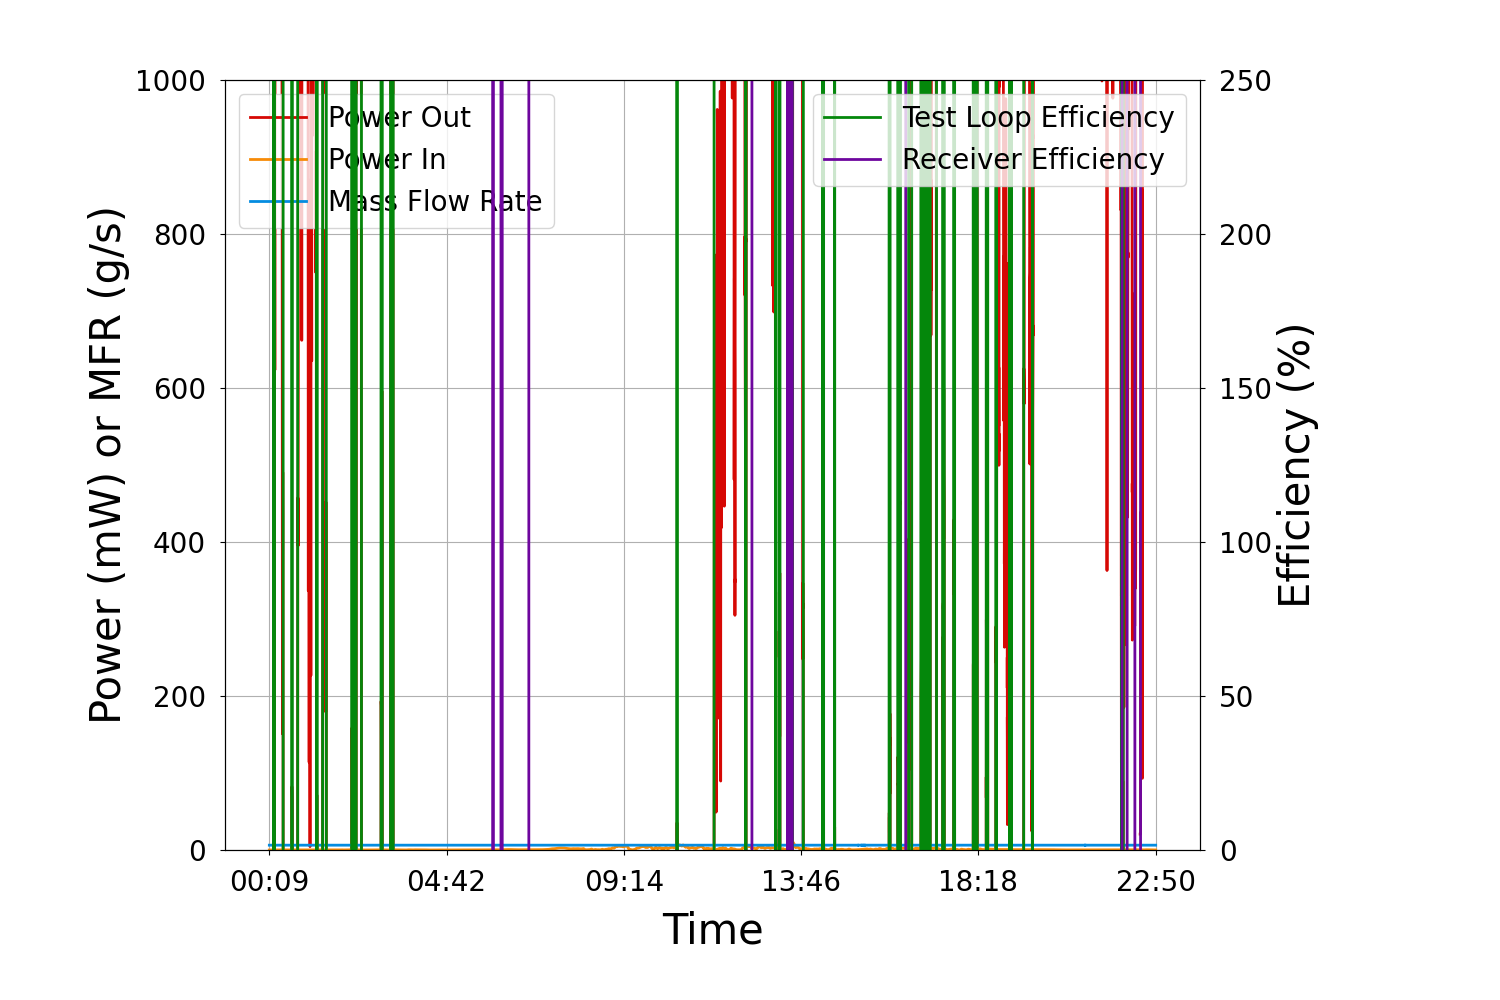 1000
800
600
400
200
0
Power (mW) or MFR (g/s)
Power Out
Power In
Mass Flow Rate
Test Loop Efficiency
Receiver Efficiency
250
200
150
100
50
0
Efficiency (%)
00:09 04:42 09:14 13:46 18:18 22:50
Time